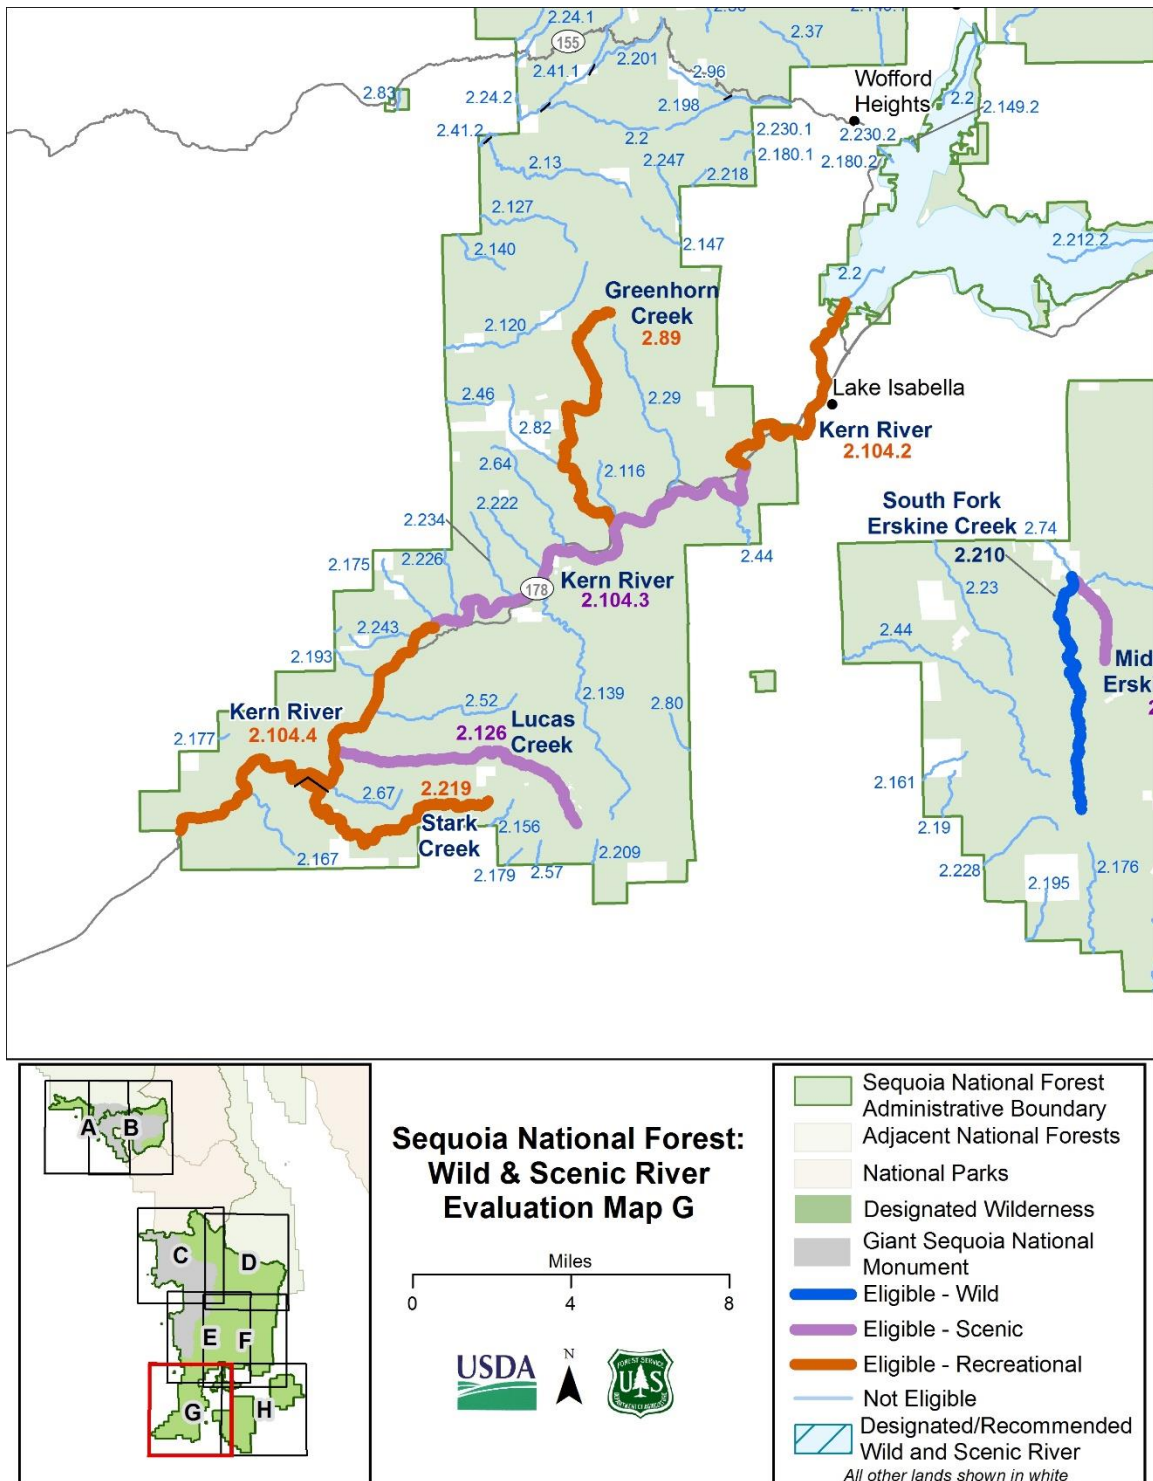 2.24.1
155
2.37
2.201
2.41.1
2.96
Wofford
Heights
2.83
2.24.2
2.198
2.2
2.149.2
2.41.2
2.2
2.230.1
2.230.2
2.13
2.247
2.180.1
2.180.2
2.218
2.127
2.140
2.147
2.212.2
2.2
Greenhorn
Creek
2.89
2.120
Lake Isabella
2.46
2.29
2.82
Kern River
2.104.2
2.64
2.116
2.222
South Fork
Erskine Creek
2.74
2.234
2.210
2.44
2.175
2.226
178
Kern River
2.104.3
2.23
2.243
2.44
2.193
Mid
Ersk
2.139
2.52
2.80
Kern River
2.104.4
2.126
Lucas
Creek
2.177
2.161
2.67
2.219
Stark
Creek
2.156
2.19
2.167
2.179
2.57
2.209
2.228
2.195
2.176
A
B
C
D
E
F
G
H
Sequoia National Forest:
Wild & Scenic River
Evaluation Map G
Miles
0
4
8
USDA
N
FOREST SERVICE
U S
DEPARTMENT OF AGRICULTURE
Sequoia National Forest
Administrative Boundary
Adjacent National Forests
National Parks
Designated Wilderness
Giant Sequoia National
Monument
Eligible - Wild
Eligible - Scenic
Eligible - Recreational
Not Eligible
Designated/Recommended
Wild and Scenic River
All other lands shown in white